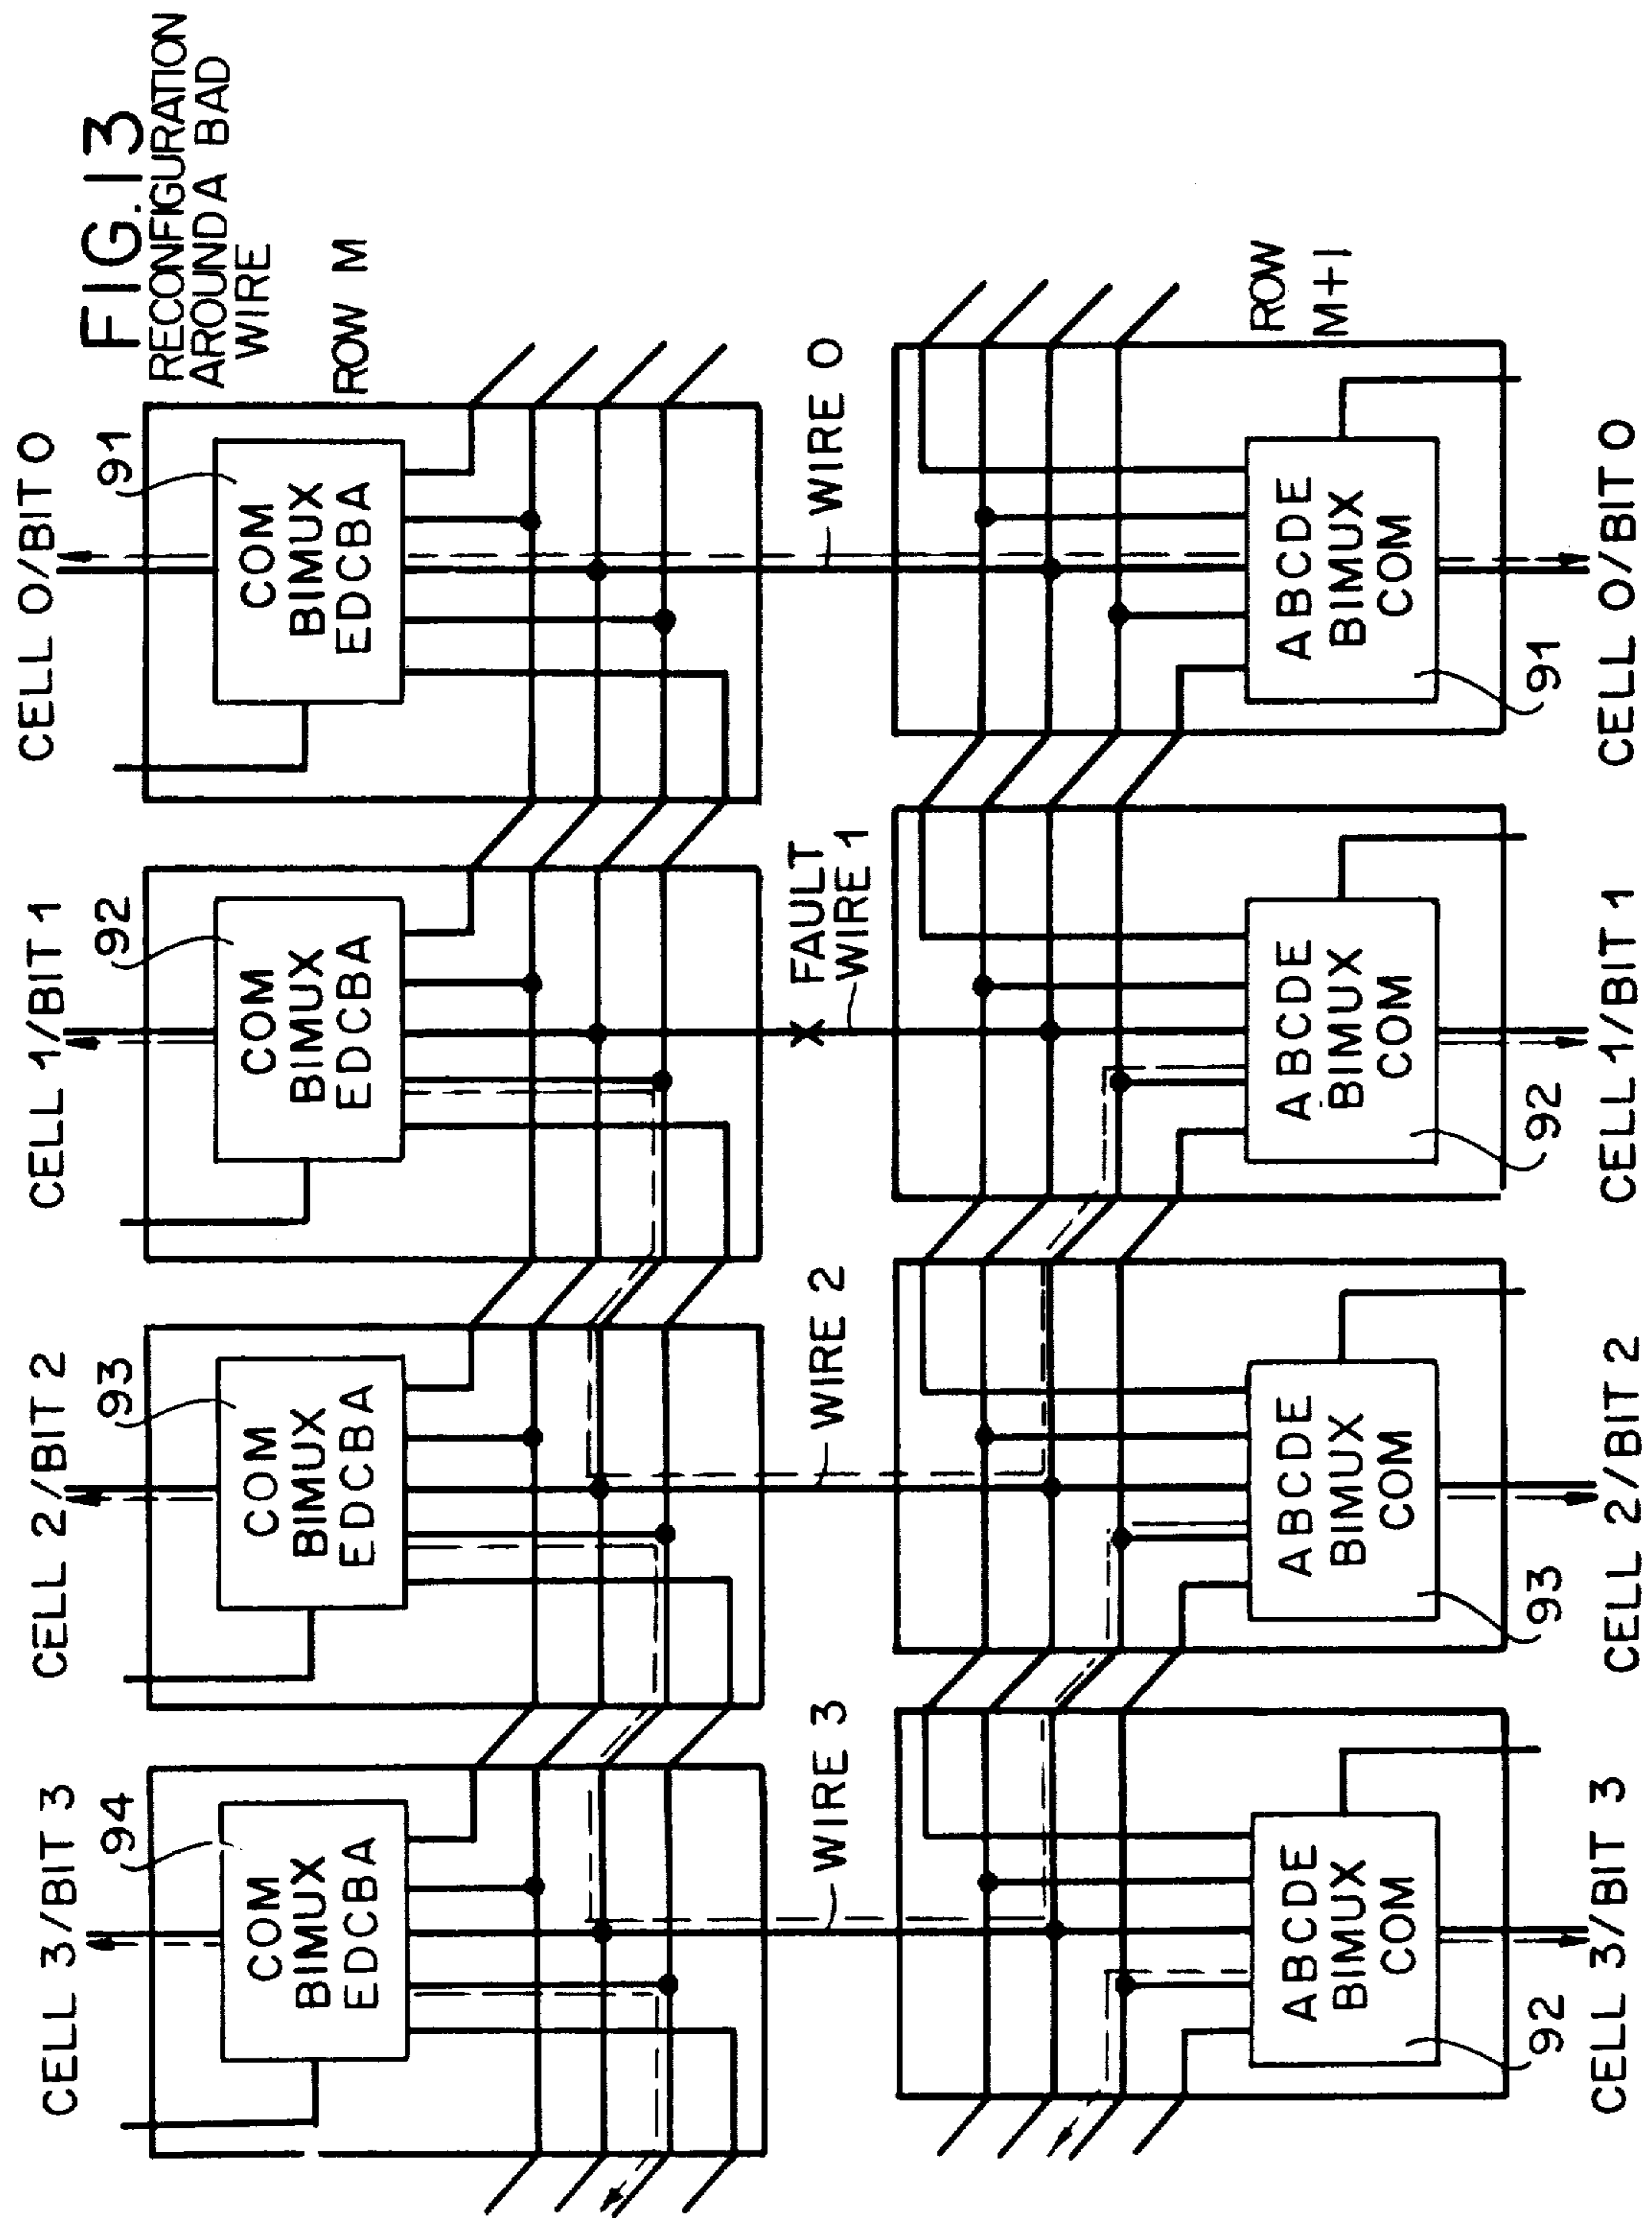 FIG. 13
RECONFIGURATION
AROUND A BAD
WIRE
ROW M
CELL 3/BIT 3
CELL 2/BIT 2
CELL 1/BIT 1
CELL 0/BIT 0
94
93
92
91
COM
BIMUX
EDCBA
COM
BIMUX
EDCBA
COM
BIMUX
EDCBA
COM
BIMUX
EDCBA
WIRE 3
WIRE 2
FAULT
WIRE 1
WIRE 0
ROW
M+1
ABCDE
BIMUX
COM
ABCDE
BIMUX
COM
ABCDE
BIMUX
COM
ABCDE
BIMUX
COM
92
93
92
91
CELL 3/BIT 3
CELL 2/BIT 2
CELL 1/BIT 1
CELL 0/BIT 0